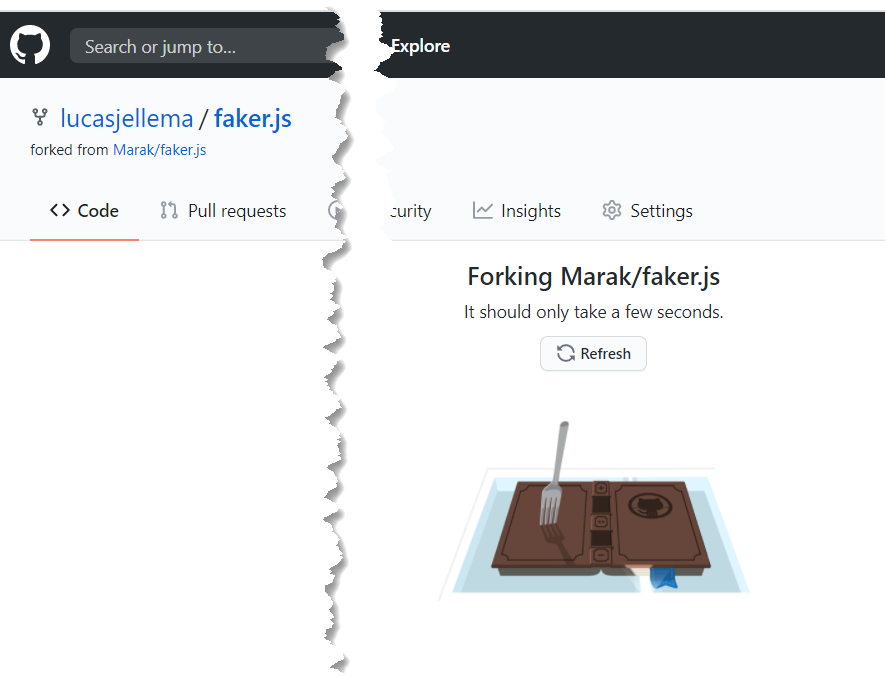 Search or jump to... Explore
lucasjellema / faker.js
forked from Marak/faker.js
Code Pull requests curity Insights Settings
Forking Marak/faker.js
It should only take a few seconds.
Refresh